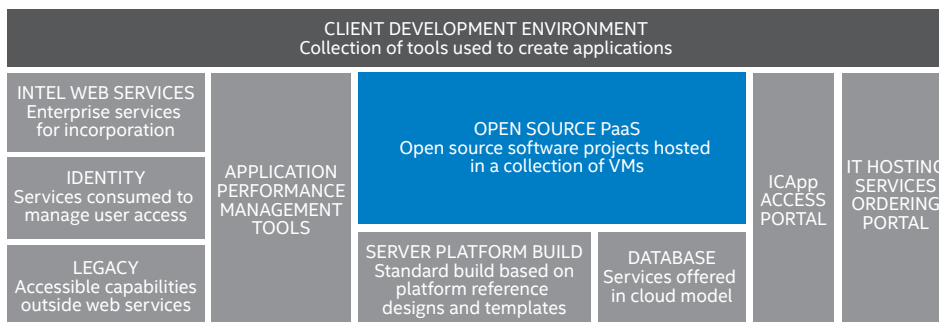 CLIENT DEVELOPMENT ENVIRONMENT
Collection of tools used to create applications
INTEL WEB SERVICES
Enterprise services
for incorporation
IDENTITY
Services consumed to
manage user access
LEGACY
Accessible capabilities
outside web services
APPLICATION
PERFORMANCE
MANAGEMENT
TOOLS
OPEN SOURCE PaaS
Open source software projects hosted
in a collection of VMs
SERVER PLATFORM BUILD
Standard build based on
platform reference
designs and templates
DATABASE
Services offered
in cloud model
ICApp
ACCESS
PORTAL
IT HOSTING
SERVICES
ORDERING
PORTAL